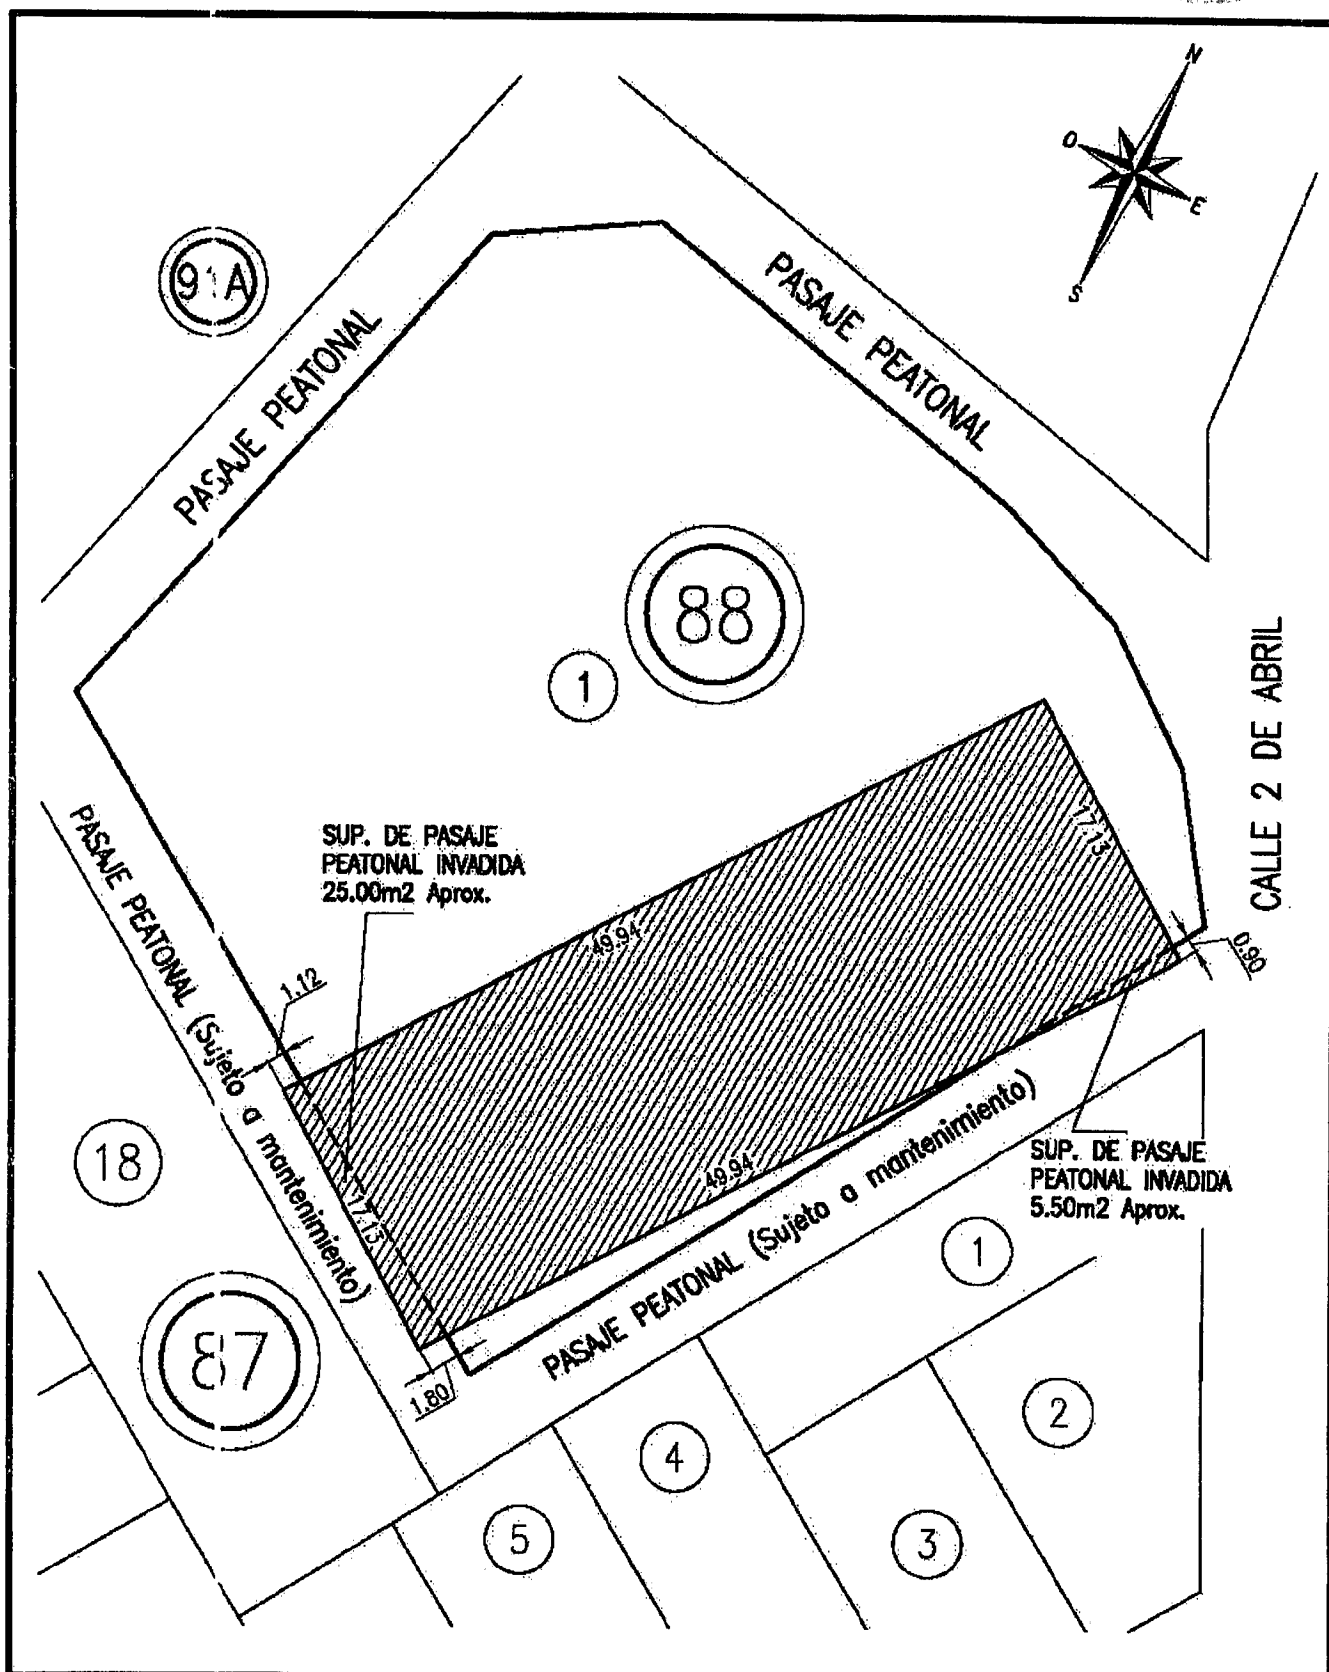 N
O
E
S
91A
PASAJE PEATONAL
PASAJE PEATONAL
88
1
CALLE 2 DE ABRIL
SUP. DE PASAJE
PEATONAL INVADIDA
25.00m2 Aprox.
17.13
49.94
0.90
1.12
PASAJE PEATONAL (Sujeto a mantenimiento)
18
17.13
49.94
SUP. DE PASAJE
PEATONAL INVADIDA
5.50m2 Aprox.
PASAJE PEATONAL (Sujeto a mantenimiento)
1
87
1.80
2
4
5
3